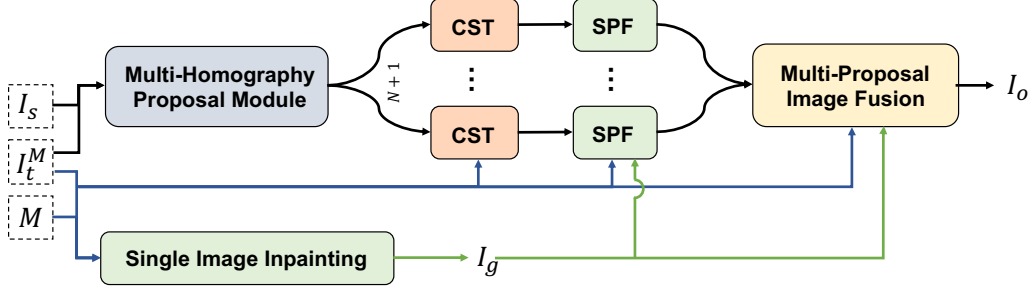 CST
SPF
Multi-Homography
Proposal Module
N + 1
⋮
⋮
Multi-Proposal
Image Fusion
I_o
I_s
CST
SPF
I_t^M
M
Single Image Inpainting
I_g